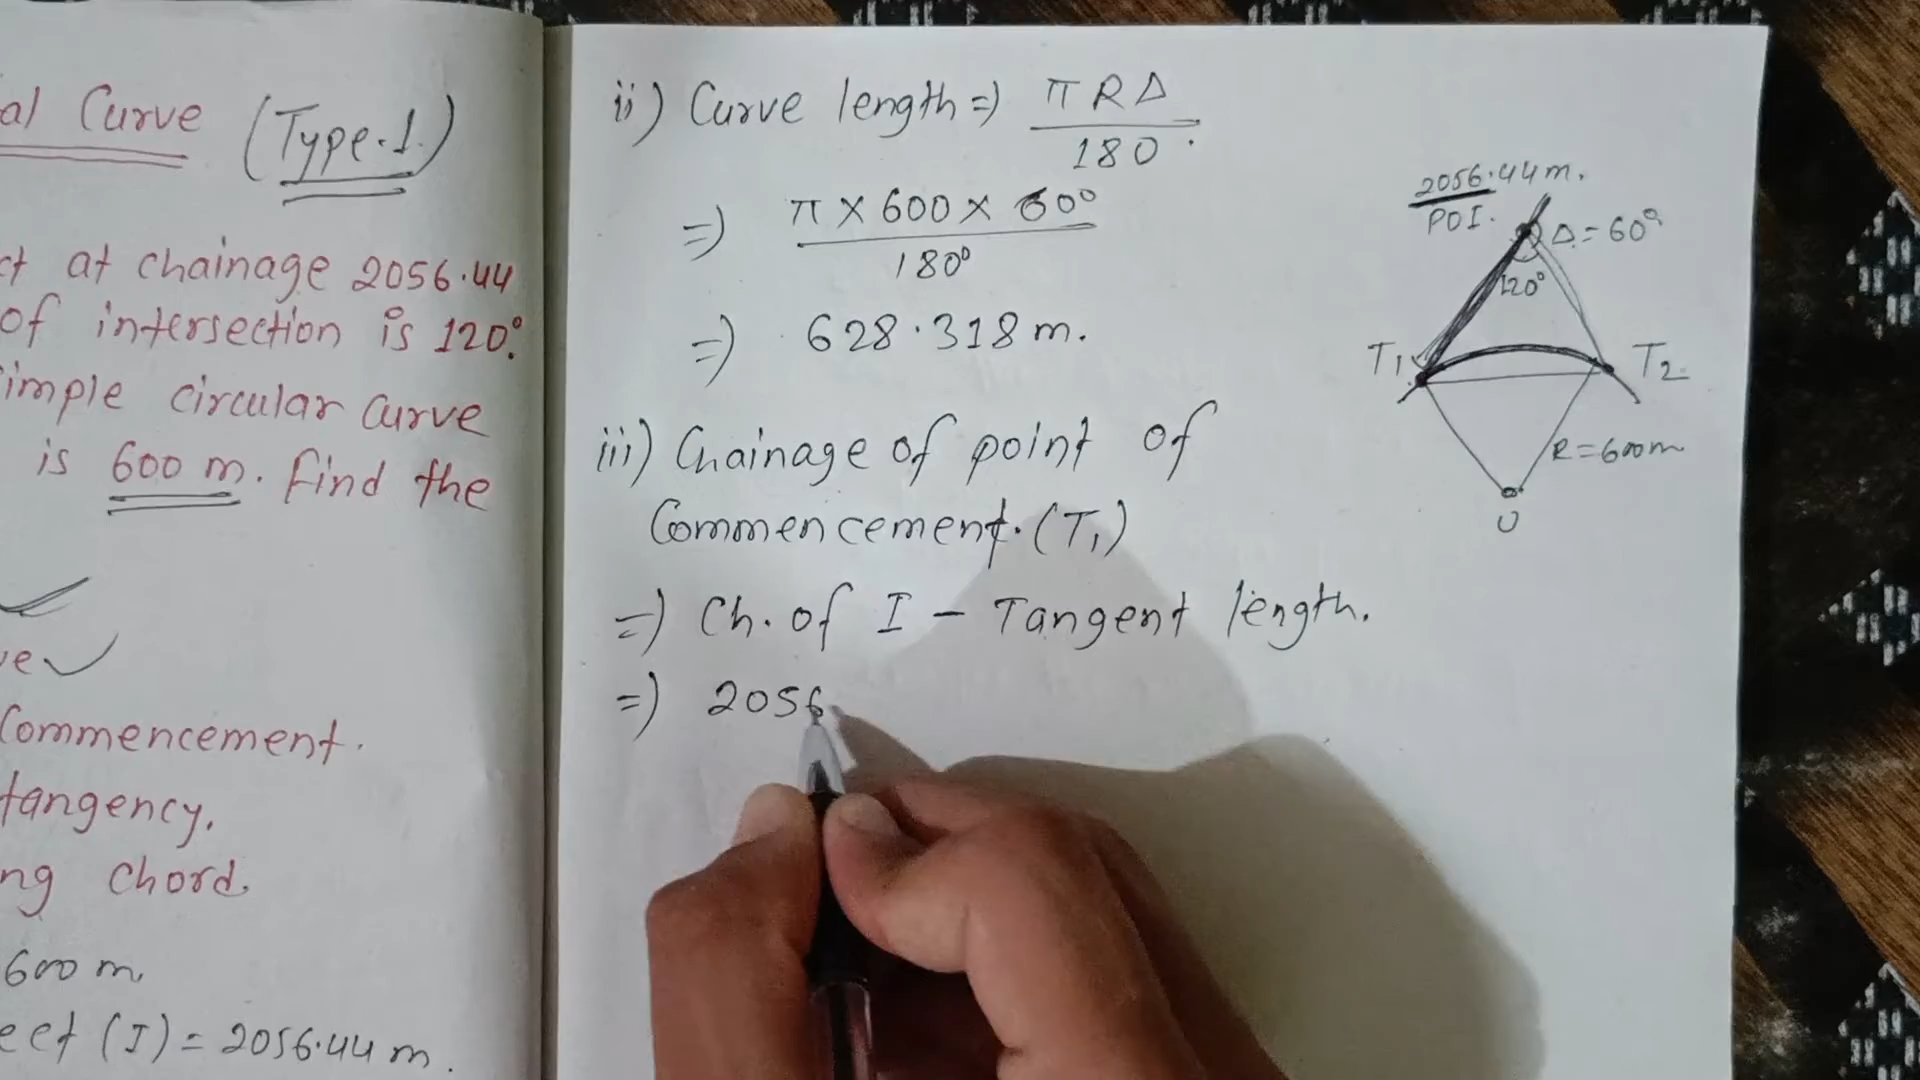 al Curve (Type.1.)
ct at chainage 2056.44
of intersection is 120°.
imple circular curve
is 600 m. Find the
ve
Commencement.
tangency.
ng chord.
600 m
ect (I) = 2056.44 m.
ii) Curve length => πRΔ
180.
=> π X 600 X 60°
180°
=> 628.318 m.
iii) Chainage of point of
Commencement. (T1)
=> Ch. of I - Tangent length.
=> 2056
2056.44 m.
POI.
Δ = 60°
120°
T1
T2
R = 600m
O